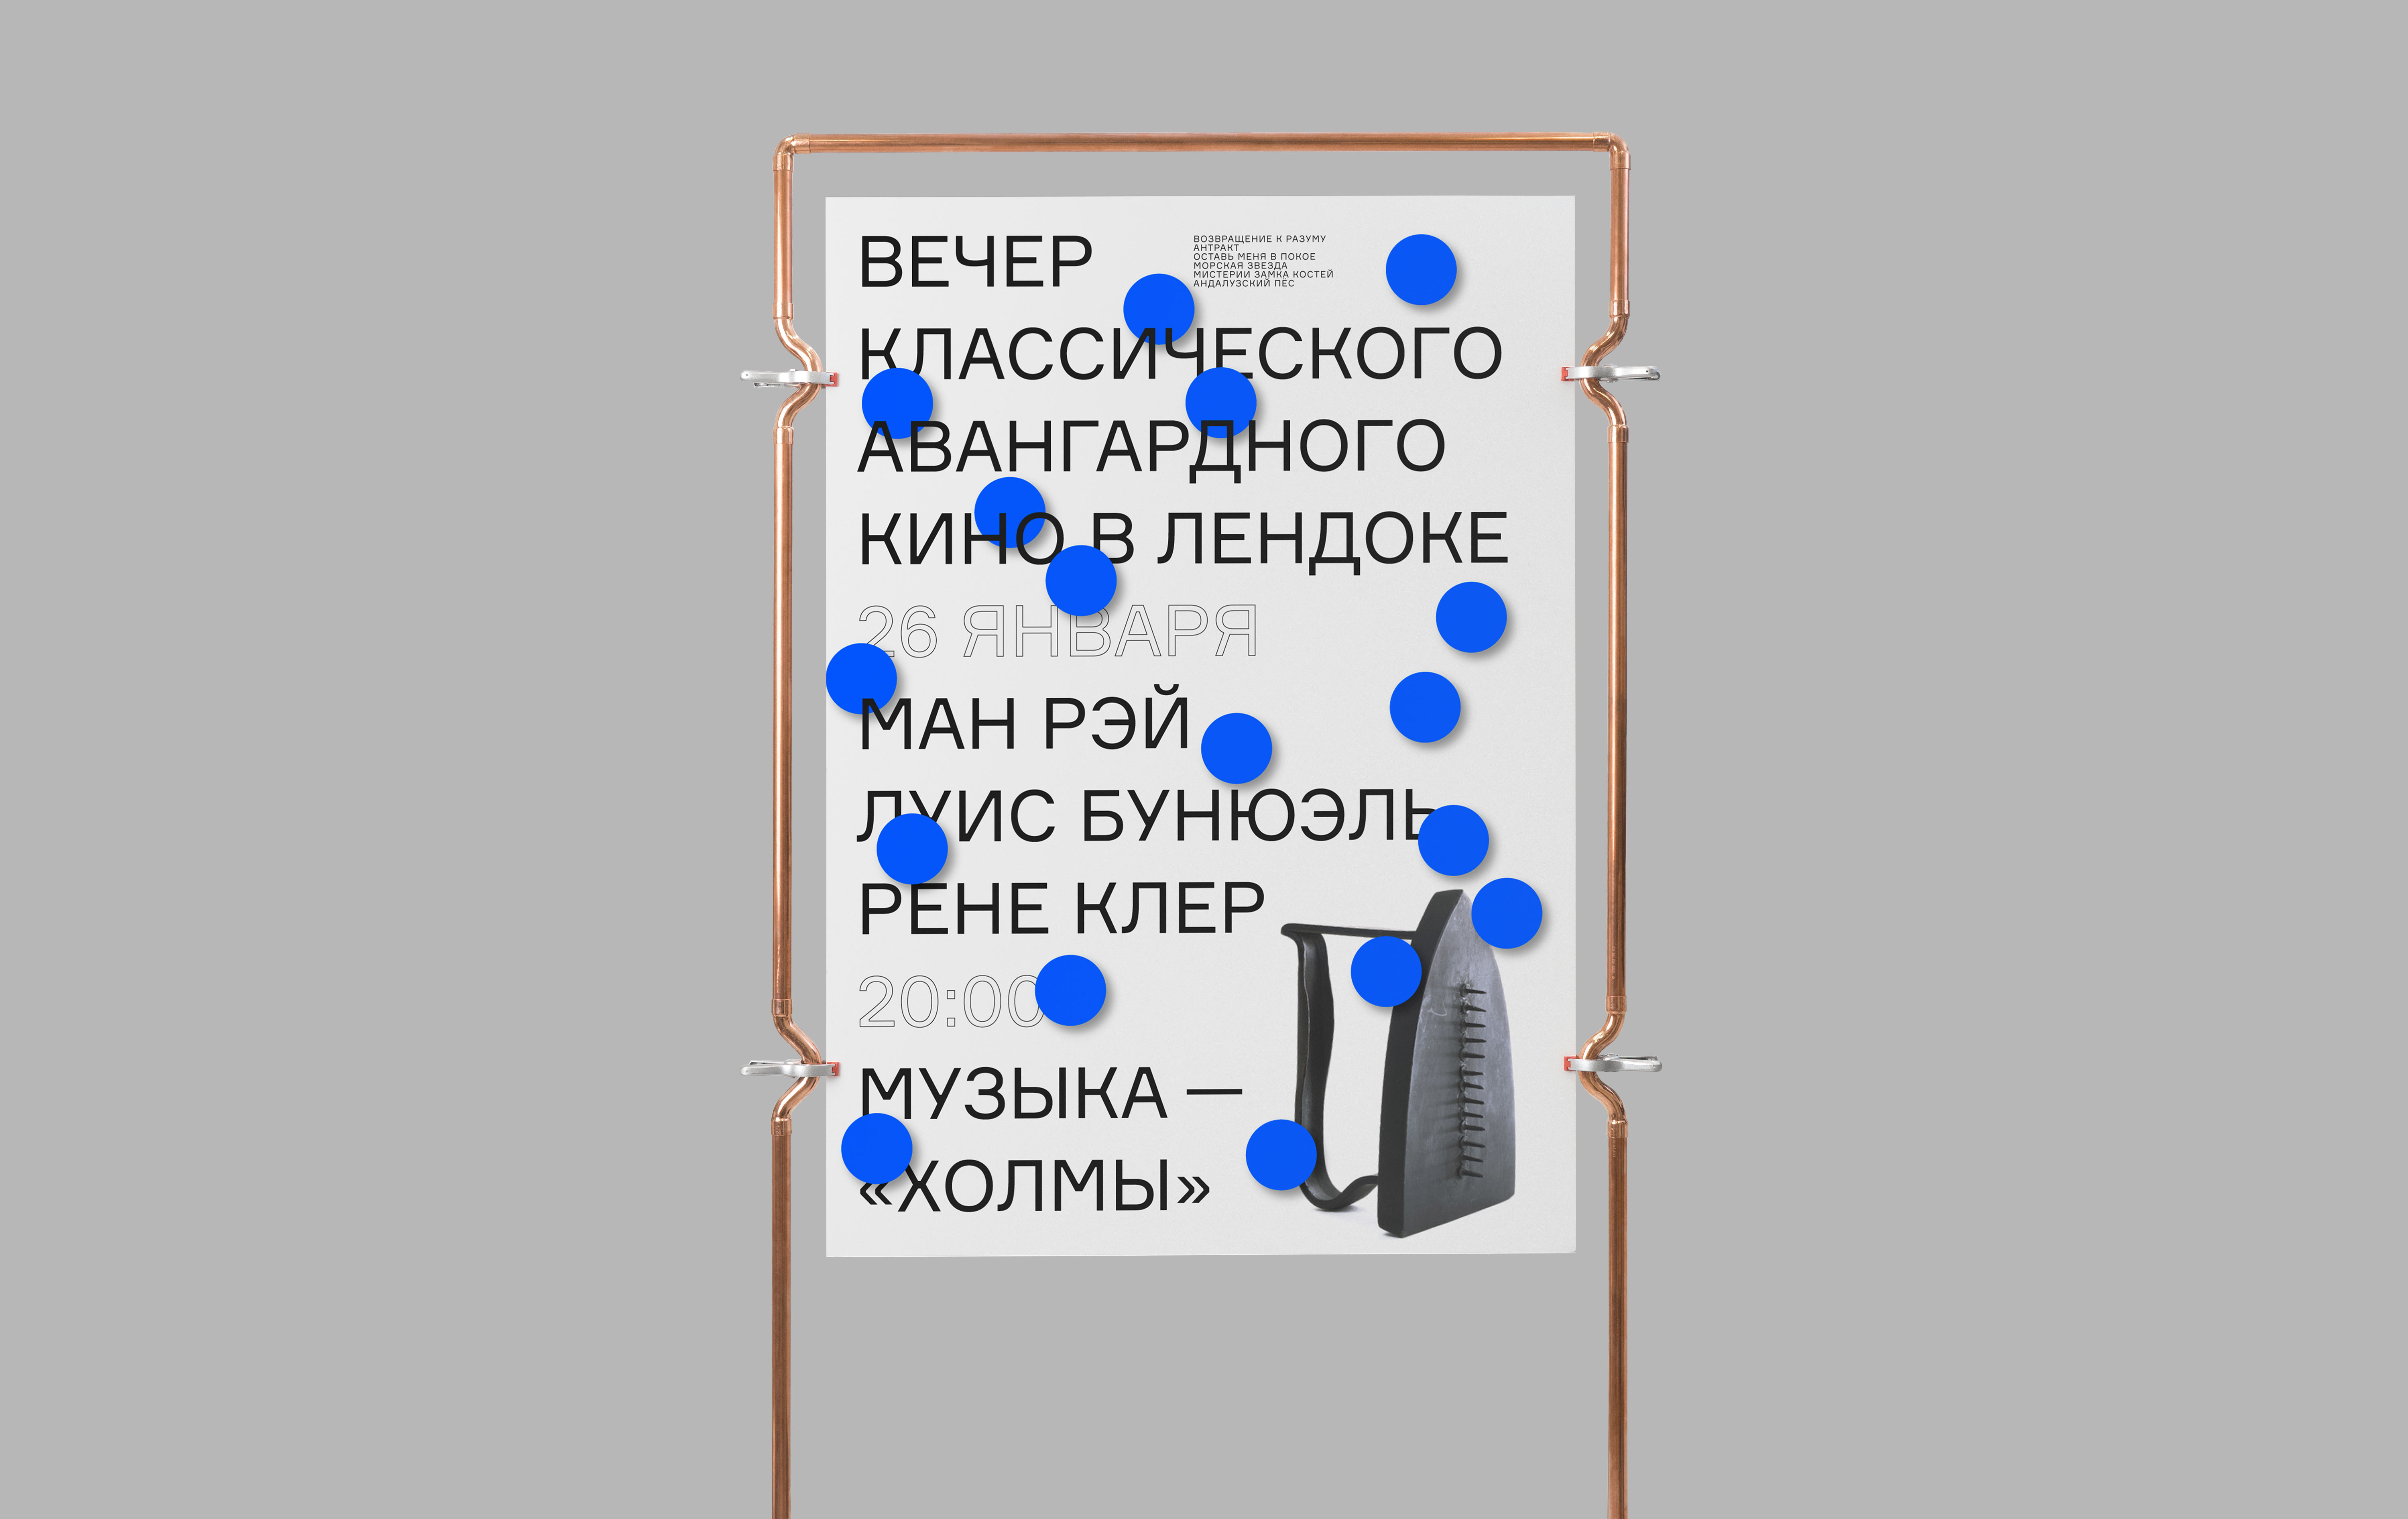 ВЕЧЕР
ВОЗВРАЩЕНИЕ К РАЗУМУ
АНТРАКТ
ОСТАВЬ МЕНЯ В ПОКОЕ
МОРСКАЯ ЗВЕЗДА
МИСТЕРИИ ЗАМКА КОСТЕЙ
АНДАЛУЗСКИЙ ПЁС
КЛАССИЧЕСКОГО
АВАНГАРДНОГО
КИНО В ЛЕНДОКЕ
26 ЯНВАРЯ
МАН РЭЙ
ЛУИС БУНЮЭЛЬ
РЕНЕ КЛЕР
20:00
МУЗЫКА —
«ХОЛМЫ»